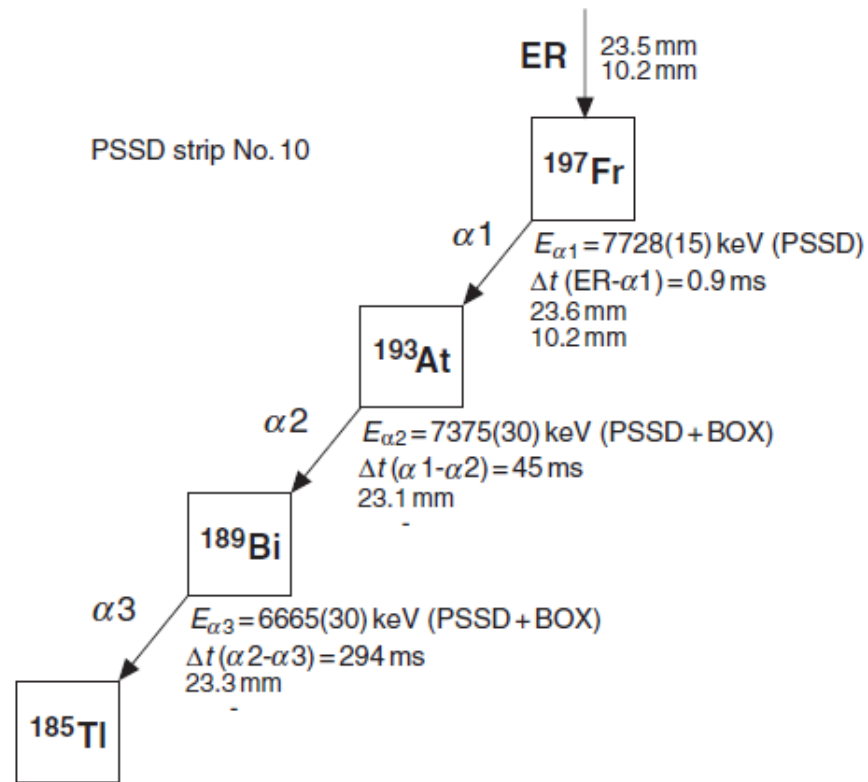 ER
23.5 mm
10.2 mm
PSSD strip No. 10
¹⁹⁷Fr
α1
Eα1 = 7728(15) keV (PSSD)
Δt (ER-α1) = 0.9 ms
23.6 mm
10.2 mm
¹⁹³At
α2
Eα2 = 7375(30) keV (PSSD + BOX)
Δt (α1-α2) = 45 ms
23.1 mm
-
¹⁸⁹Bi
α3
Eα3 = 6665(30) keV (PSSD + BOX)
Δt (α2-α3) = 294 ms
23.3 mm
-
¹⁸⁵Tl